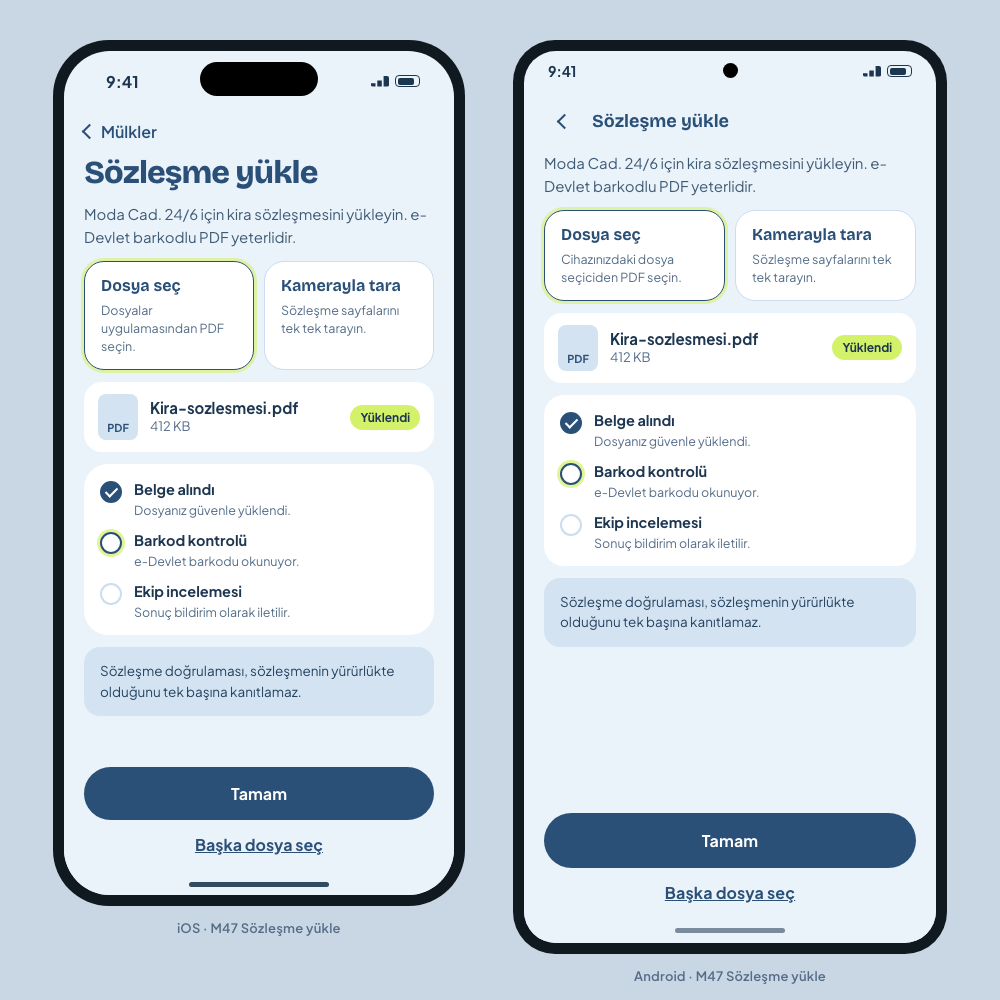 9:41
Mülkler
Sözleşme yükle
Moda Cad. 24/6 için kira sözleşmesini yükleyin. e-
Devlet barkodlu PDF yeterlidir.
Dosya seç
Dosyalar
uygulamasından PDF
seçin.
Kamerayla tara
Sözleşme sayfalarını
tek tek tarayın.
PDF
Kira-sozlesmesi.pdf
412 KB
Yüklendi
Belge alındı
Dosyanız güvenle yüklendi.
Barkod kontrolü
e-Devlet barkodu okunuyor.
Ekip incelemesi
Sonuç bildirim olarak iletilir.
Sözleşme doğrulaması, sözleşmenin yürürlükte
olduğunu tek başına kanıtlamaz.
Tamam
Başka dosya seç
iOS · M47 Sözleşme yükle
9:41
Sözleşme yükle
Moda Cad. 24/6 için kira sözleşmesini yükleyin. e-
Devlet barkodlu PDF yeterlidir.
Dosya seç
Cihazınızdaki dosya
seçiciden PDF seçin.
Kamerayla tara
Sözleşme sayfalarını tek
tek tarayın.
PDF
Kira-sozlesmesi.pdf
412 KB
Yüklendi
Belge alındı
Dosyanız güvenle yüklendi.
Barkod kontrolü
e-Devlet barkodu okunuyor.
Ekip incelemesi
Sonuç bildirim olarak iletilir.
Sözleşme doğrulaması, sözleşmenin yürürlükte
olduğunu tek başına kanıtlamaz.
Tamam
Başka dosya seç
Android · M47 Sözleşme yükle